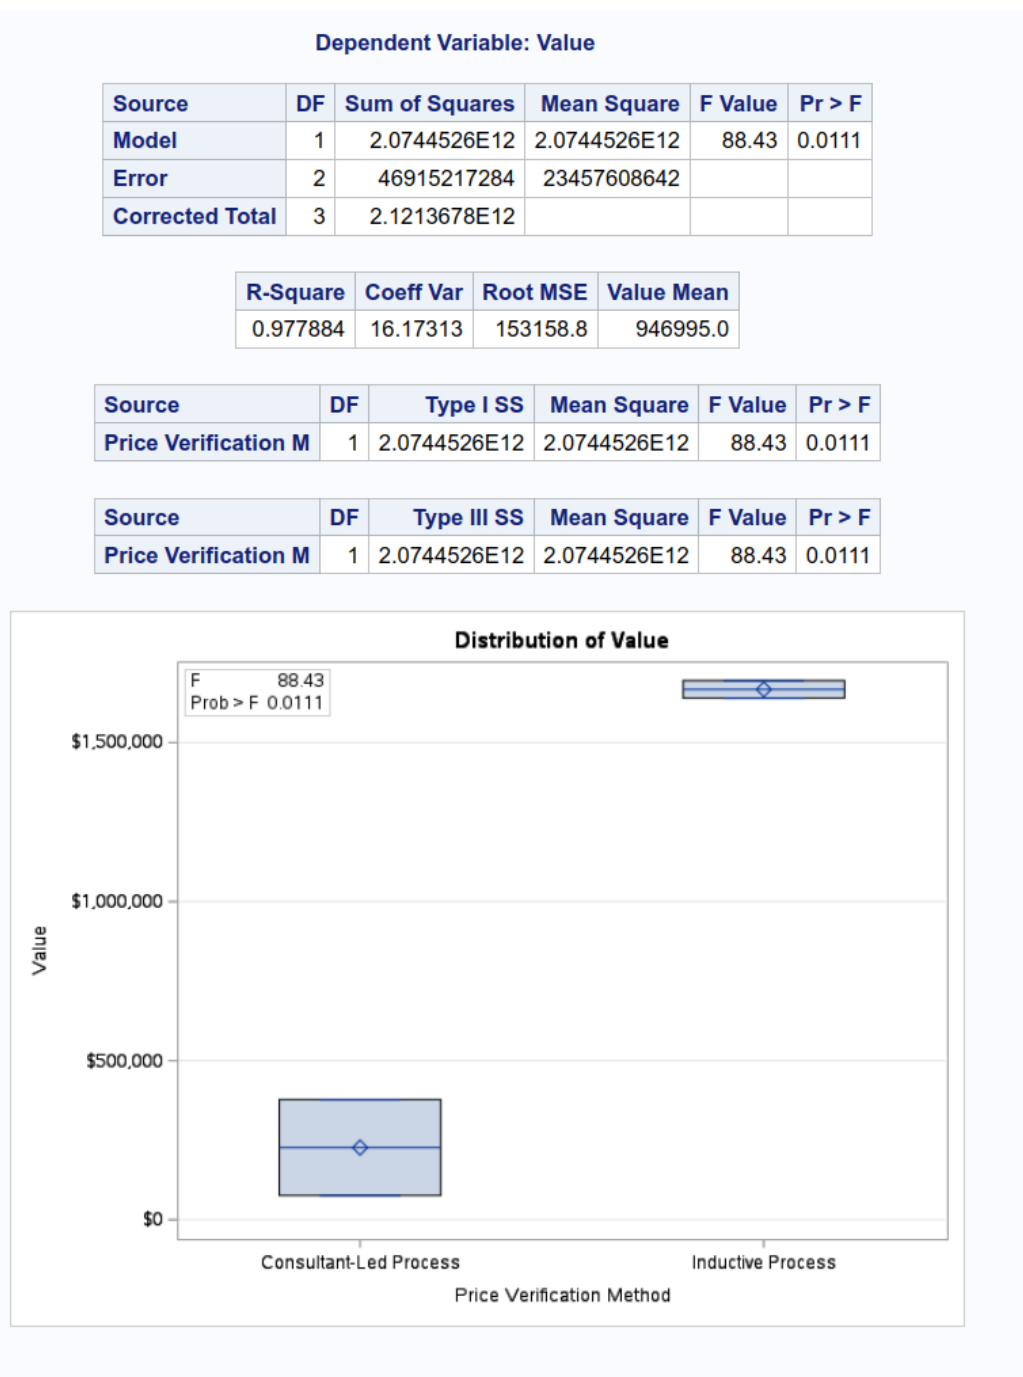 Dependent Variable: Value
Source DF Sum of Squares Mean Square F Value Pr > F
Model 1 2.0744526E12 2.0744526E12 88.43 0.0111
Error 2 46915217284 23457608642
Corrected Total 3 2.1213678E12
R-Square Coeff Var Root MSE Value Mean
0.977884 16.17313 153158.8 946995.0
Source DF Type I SS Mean Square F Value Pr > F
Price Verification M 1 2.0744526E12 2.0744526E12 88.43 0.0111
Source DF Type III SS Mean Square F Value Pr > F
Price Verification M 1 2.0744526E12 2.0744526E12 88.43 0.0111
Distribution of Value
F 88.43
Prob > F 0.0111
$1,500,000
$1,000,000
$500,000
$0
Value
Consultant-Led Process Inductive Process
Price Verification Method